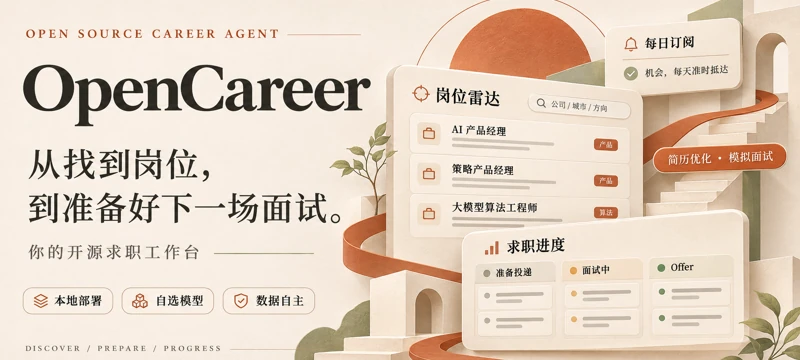 OPEN SOURCE CAREER AGENT
OpenCareer
从找到岗位，
到准备好下一场面试。
你的开源求职工作台
本地部署
自选模型
数据自主
DISCOVER / PREPARE / PROGRESS
每日订阅
机会，每天准时抵达
岗位雷达
公司 / 城市 / 方向
AI 产品经理
产品
策略产品经理
产品
大模型算法工程师
算法
简历优化 · 模拟面试
求职进度
准备投递
面试中
Offer